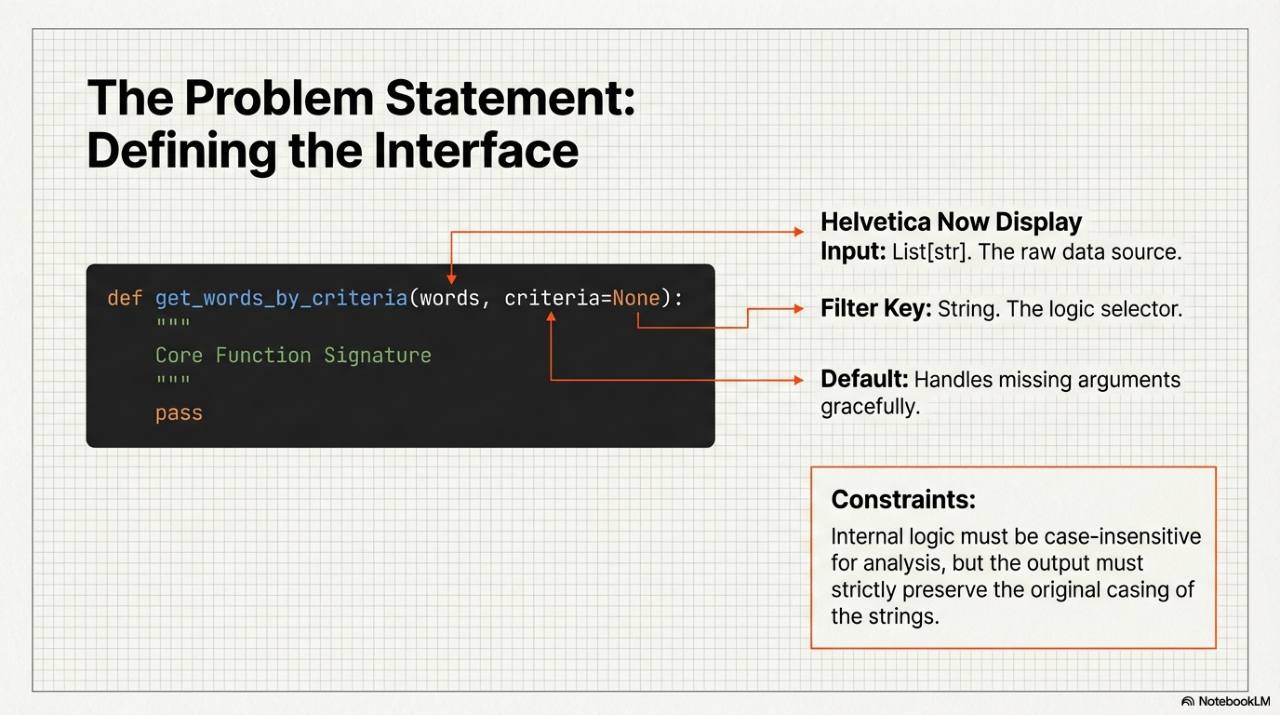 The Problem Statement:
Defining the Interface
def get_words_by_criteria(words, criteria=None):
"""
Core Function Signature
"""
pass
Helvetica Now Display
Input: List[str]. The raw data source.
Filter Key: String. The logic selector.
Default: Handles missing arguments
gracefully.
Constraints:
Internal logic must be case-insensitive
for analysis, but the output must
strictly preserve the original casing of
the strings.
NotebookLM